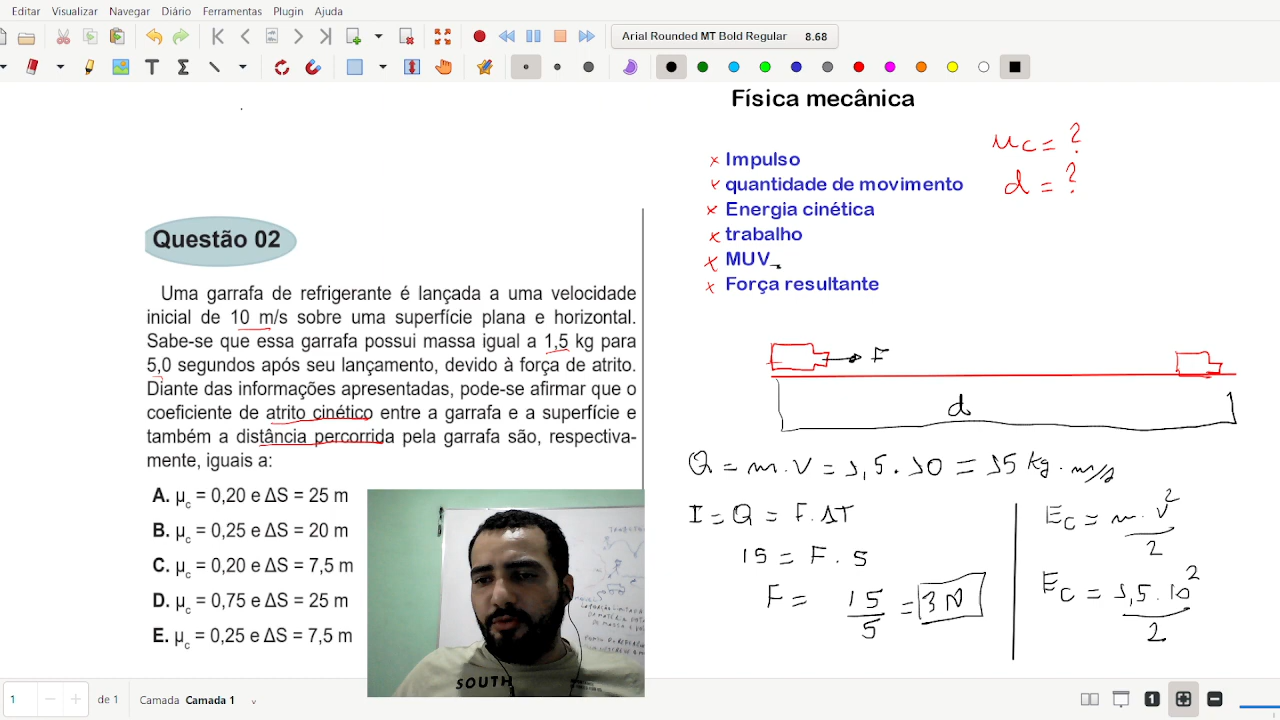 Editar Visualizar Navegar Diário Ferramentas Plugin Ajuda
Arial Rounded MT Bold Regular 8.68
Física mecânica
μc = ?
d = ?
x Impulso
x quantidade de movimento
x Energia cinética
x trabalho
x MUV
x Força resultante
Questão 02
Uma garrafa de refrigerante é lançada a uma velocidade
inicial de 10 m/s sobre uma superfície plana e horizontal.
Sabe-se que essa garrafa possui massa igual a 1,5 kg para
5,0 segundos após seu lançamento, devido à força de atrito.
Diante das informações apresentadas, pode-se afirmar que o
coeficiente de atrito cinético entre a garrafa e a superfície e
também a distância percorrida pela garrafa são, respectiva-
mente, iguais a:
A. μc = 0,20 e ΔS = 25 m
B. μc = 0,25 e ΔS = 20 m
C. μc = 0,20 e ΔS = 7,5 m
D. μc = 0,75 e ΔS = 25 m
E. μc = 0,25 e ΔS = 7,5 m
F
d
Q = m.V = 1,5.10 = 15 kg.m/s
I = Q = F.ΔT
15 = F.5
F = 15/5 = 3N
Ec = m.v²/2
Ec = 1,5.10²/2
SOUTH
1 de 1 Camada Camada 1